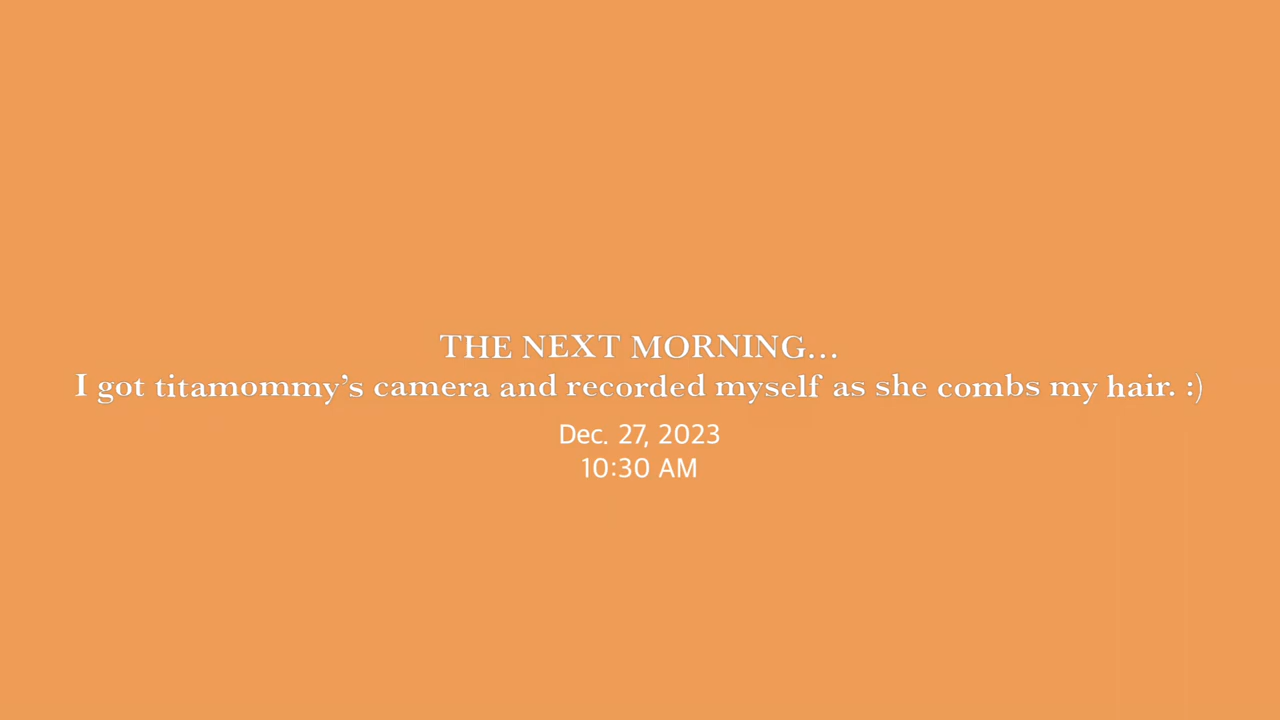 THE NEXT MORNING...
I got titamommy's camera and recorded myself as she combs my hair. :)
Dec. 27, 2023
10:30 AM